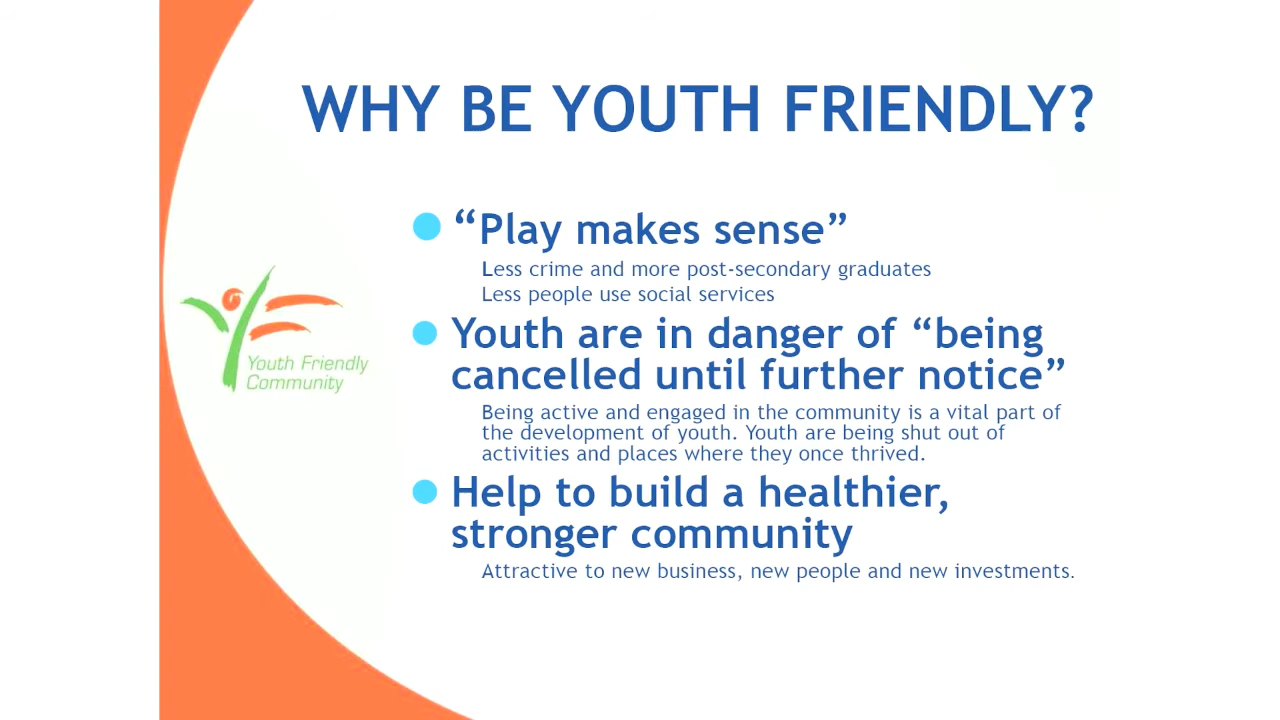 WHY BE YOUTH FRIENDLY?
“Play makes sense”
Less crime and more post-secondary graduates
Less people use social services
Youth Friendly
Community
Youth are in danger of “being
cancelled until further notice”
Being active and engaged in the community is a vital part of
the development of youth. Youth are being shut out of
activities and places where they once thrived.
Help to build a healthier,
stronger community
Attractive to new business, new people and new investments.